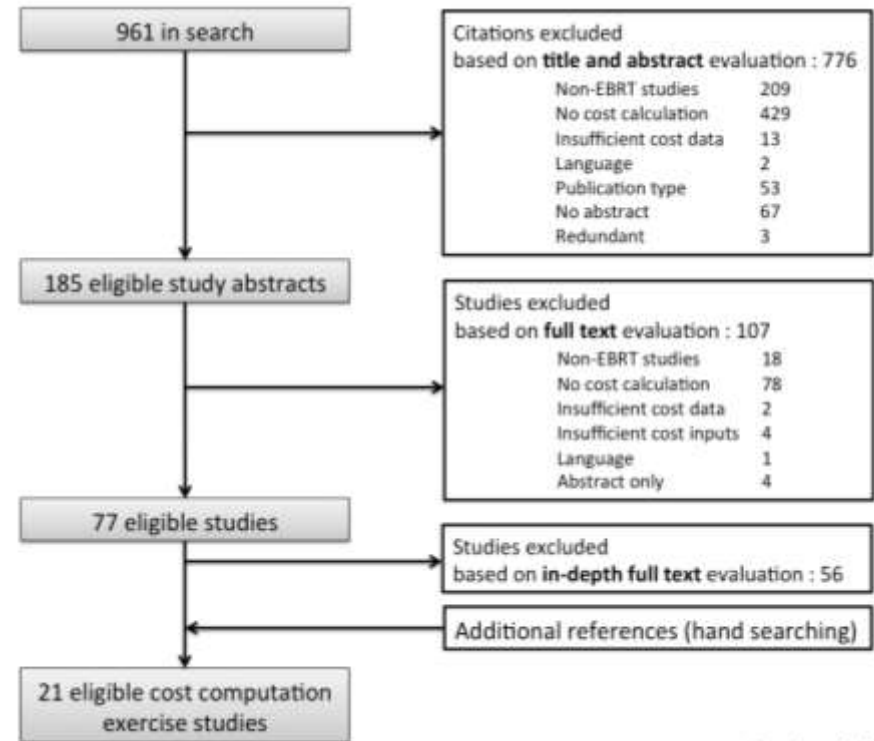 961 in search
Citations excluded
based on title and abstract evaluation : 776
Non-EBRT studies 209
No cost calculation 429
Insufficient cost data 13
Language 2
Publication type 53
No abstract 67
Redundant 3
185 eligible study abstracts
Studies excluded
based on full text evaluation : 107
Non-EBRT studies 18
No cost calculation 78
Insufficient cost data 2
Insufficient cost inputs 4
Language 1
Abstract only 4
77 eligible studies
Studies excluded
based on in-depth full text evaluation : 56
Additional references (hand searching)
21 eligible cost computation
exercise studies